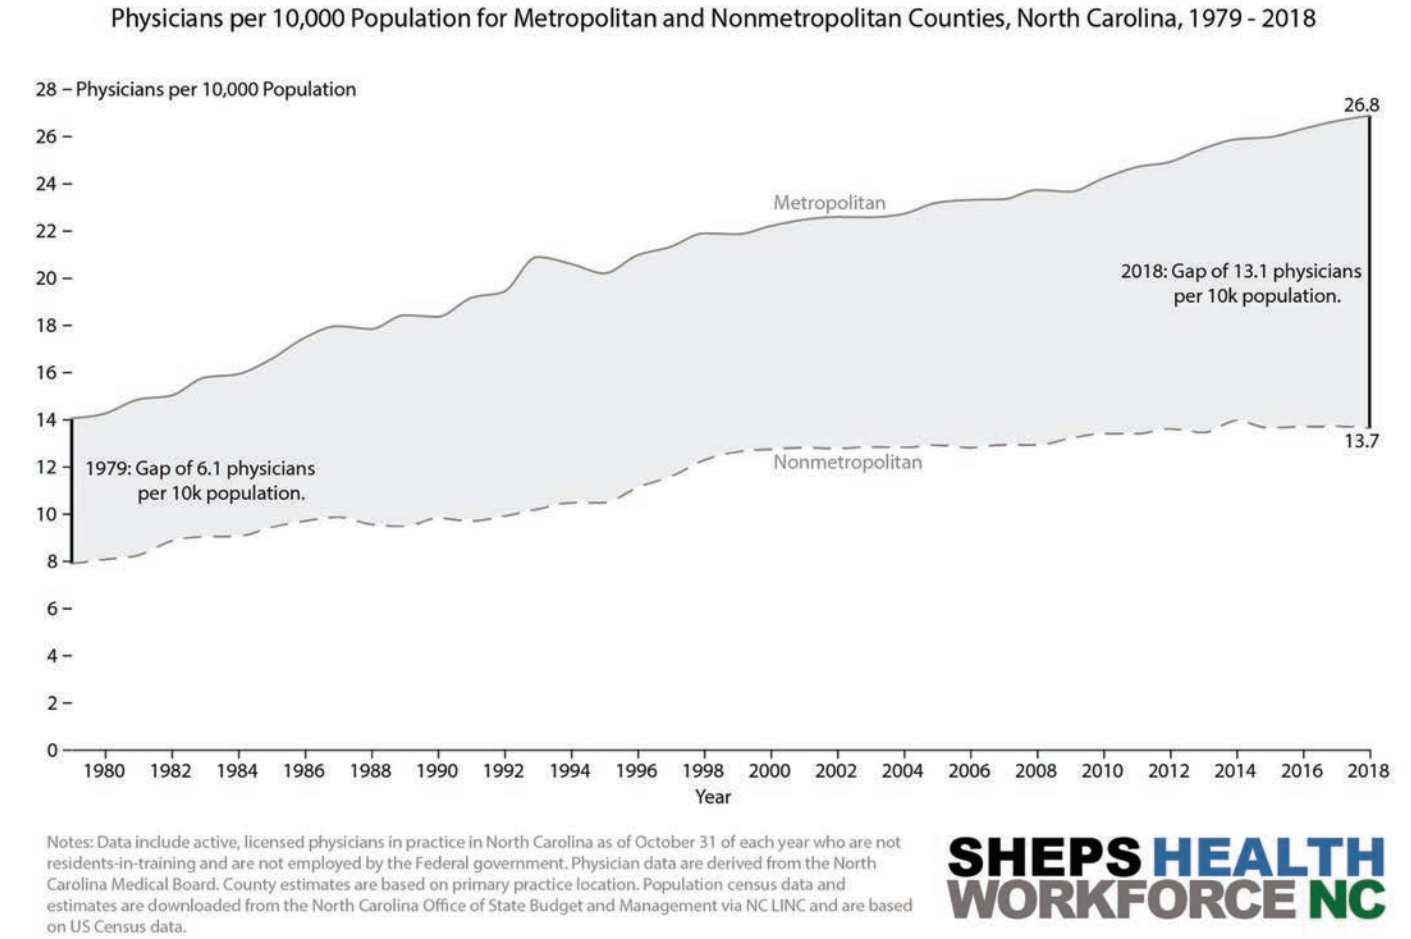 Physicians per 10,000 Population for Metropolitan and Nonmetropolitan Counties, North Carolina, 1979 - 2018
28 – Physicians per 10,000 Population
26.8
26 –
24 –
Metropolitan
22 –
2018: Gap of 13.1 physicians
per 10k population.
20 –
18 –
16 –
14 –
13.7
12 –
1979: Gap of 6.1 physicians
per 10k population.
Nonmetropolitan
10 –
8 –
6 –
4 –
2 –
0 –
1980 1982 1984 1986 1988 1990 1992 1994 1996 1998 2000 2002 2004 2006 2008 2010 2012 2014 2016 2018
Year
Notes: Data include active, licensed physicians in practice in North Carolina as of October 31 of each year who are not
residents-in-training and are not employed by the Federal government. Physician data are derived from the North
Carolina Medical Board. County estimates are based on primary practice location. Population census data and
estimates are downloaded from the North Carolina Office of State Budget and Management via NC LINC and are based
on US Census data.
SHEPS HEALTH
WORKFORCE NC